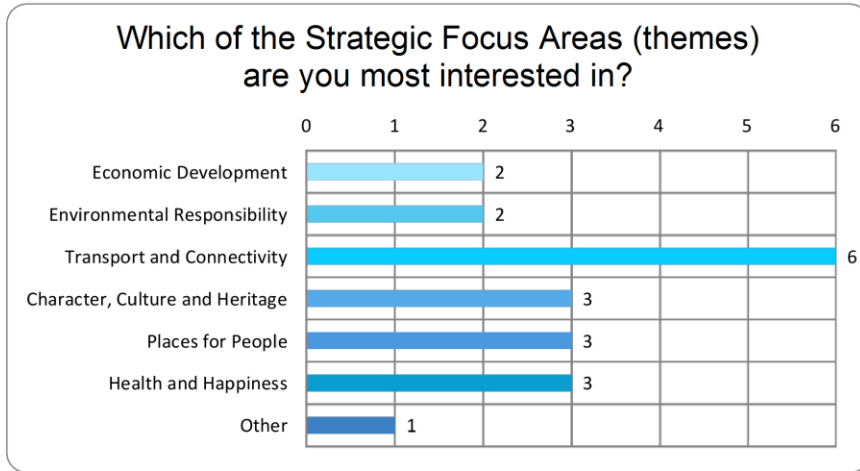 Which of the Strategic Focus Areas (themes)
are you most interested in?
0 1 2 3 4 5 6
Economic Development 2
Environmental Responsibility 2
Transport and Connectivity 6
Character, Culture and Heritage 3
Places for People 3
Health and Happiness 3
Other 1